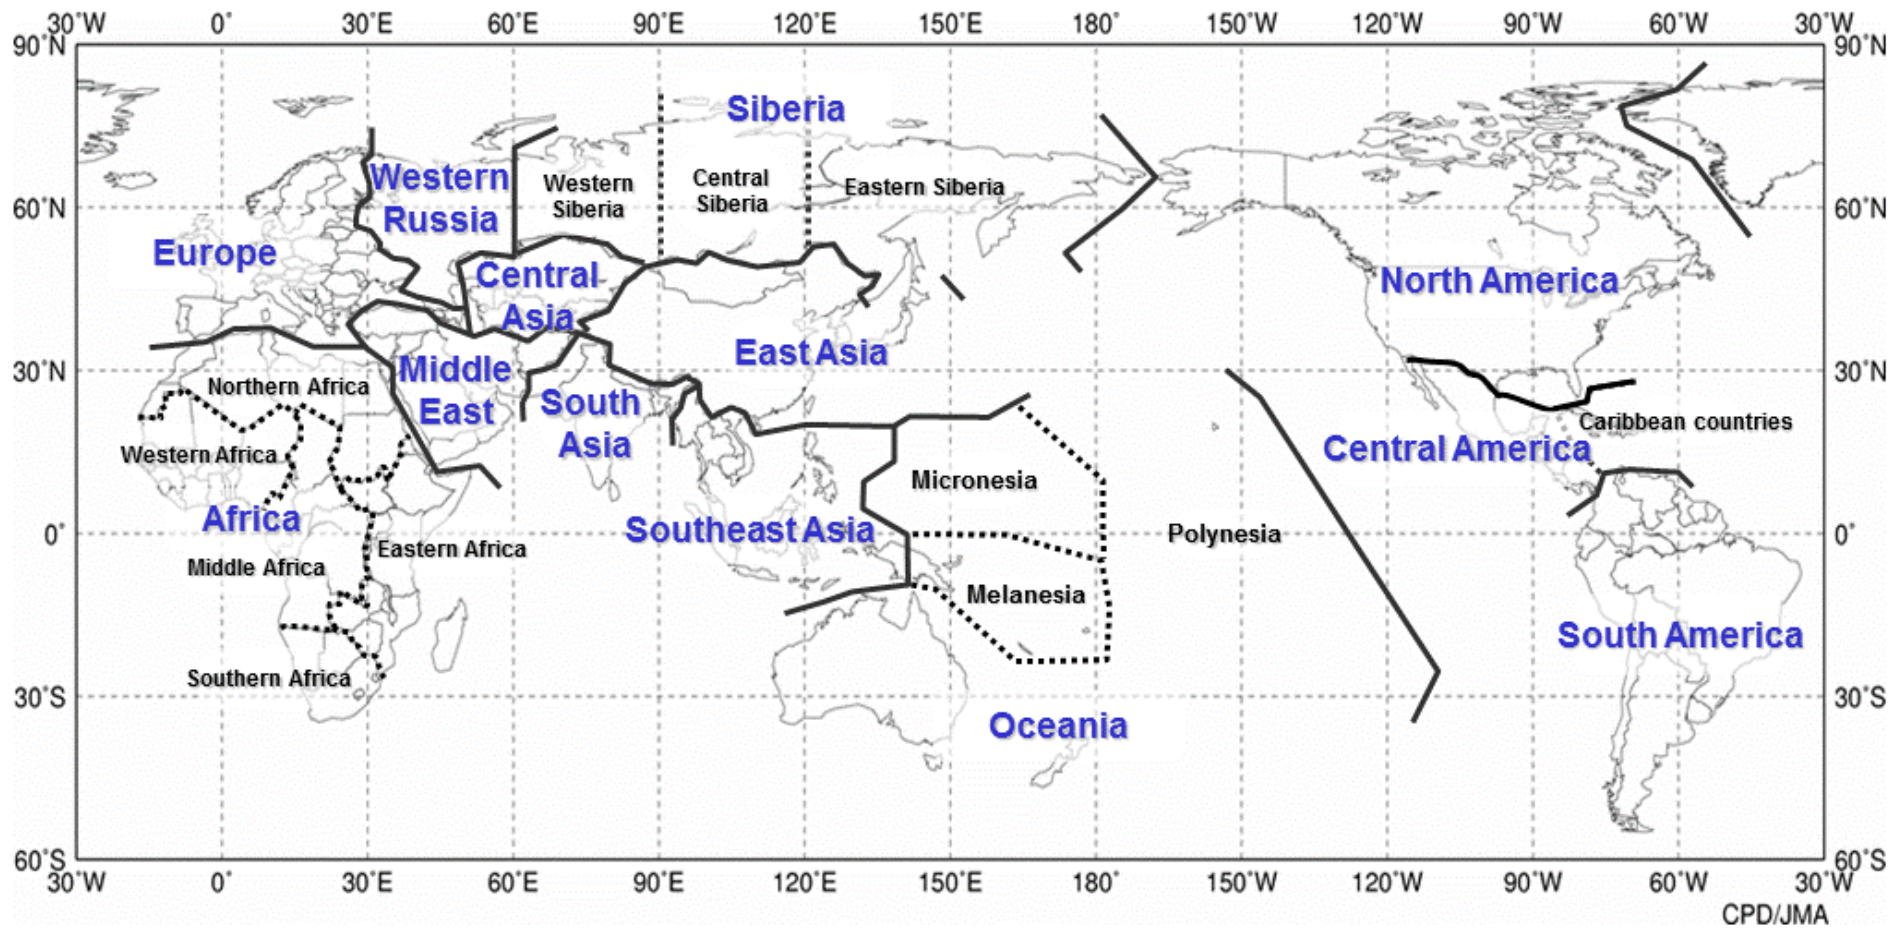 30°W 0° 30°E 60°E 90°E 120°E 150°E 180° 150°W 120°W 90°W 60°W 30°W
90°N 90°N
Siberia
Western
Russia
Western
Siberia
Central
Siberia
Eastern Siberia
60°N 60°N
Europe
Central
Asia
North America
East Asia
30°N 30°N
Middle
East
Northern Africa
South
Asia
Caribbean countries
Western Africa
Central America
Micronesia
Africa
Southeast Asia
0° 0°
Polynesia
Eastern Africa
Middle Africa
Melanesia
South America
Southern Africa
30°S 30°S
Oceania
60°S 60°S
30°W 0° 30°E 60°E 90°E 120°E 150°E 180° 150°W 120°W 90°W 60°W 30°W
CPD/JMA